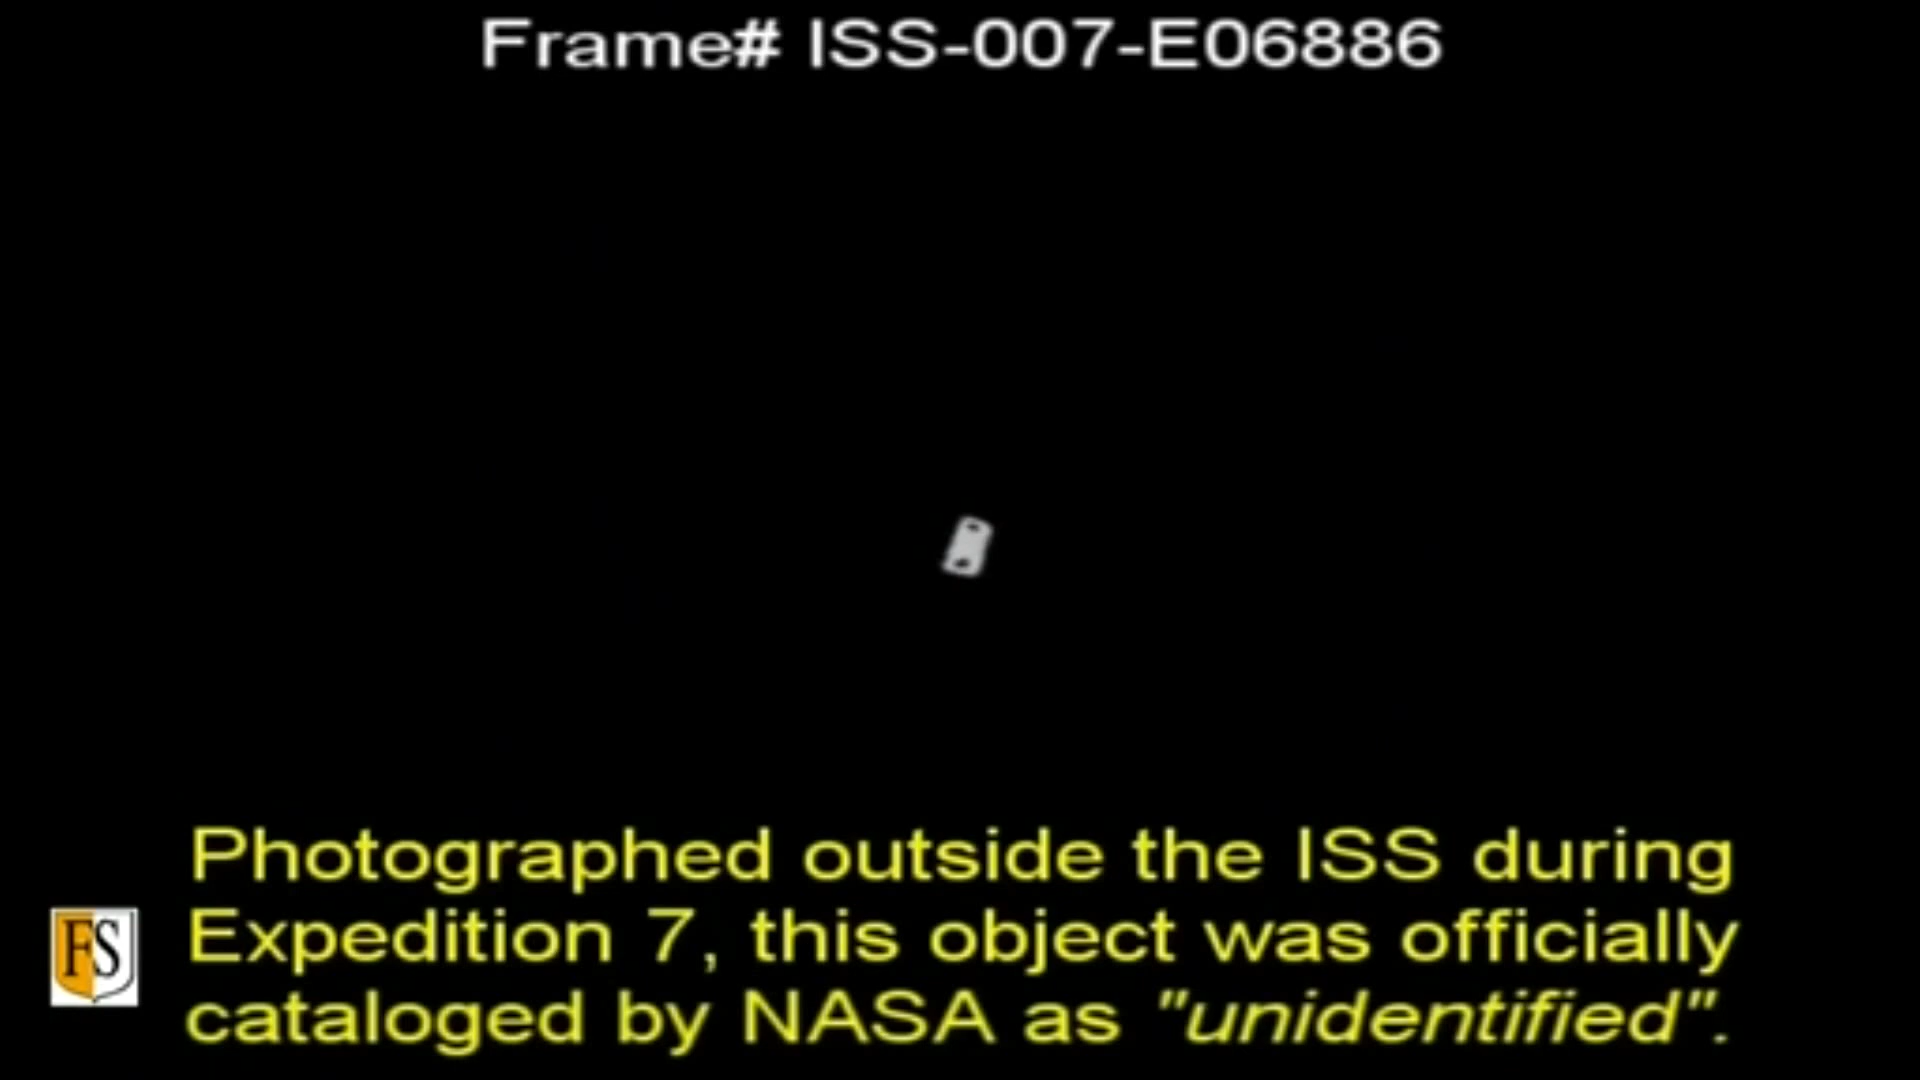 Frame# ISS-007-E06886
Photographed outside the ISS during
Expedition 7, this object was officially
cataloged by NASA as "unidentified".
FS